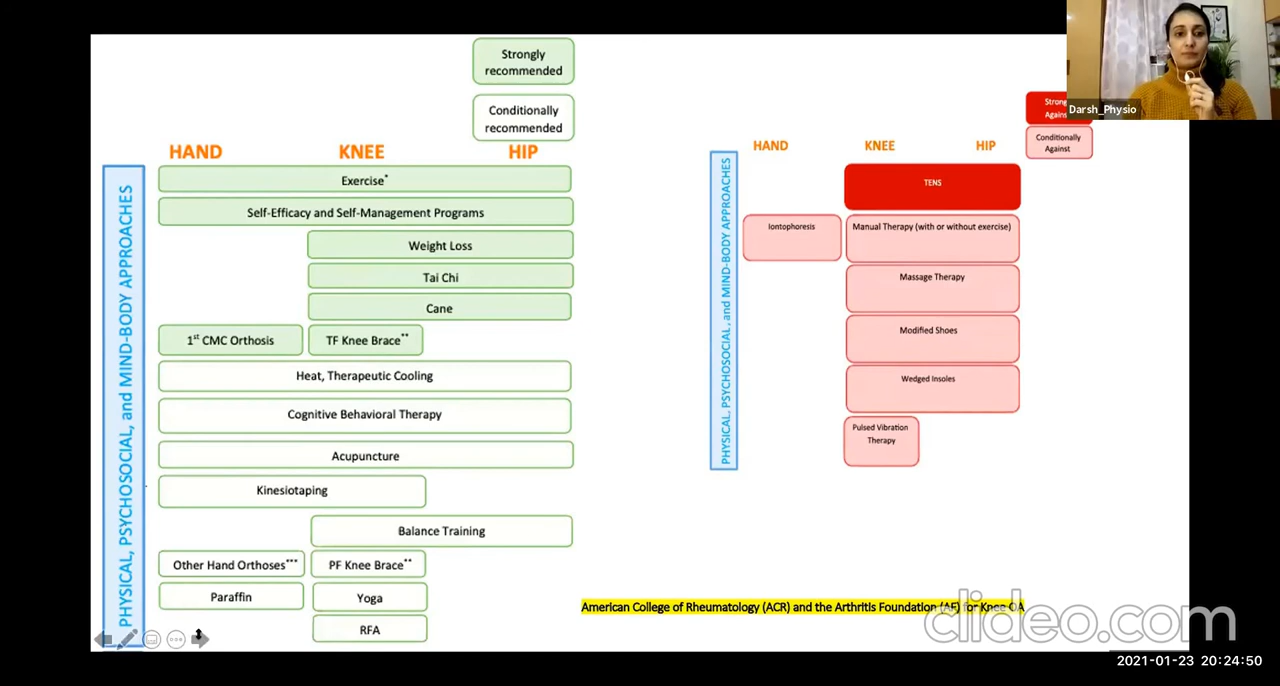 Strongly
recommended
Conditionally
recommended
HAND KNEE HIP
PHYSICAL, PSYCHOSOCIAL, and MIND-BODY APPROACHES
Exercise*
Self-Efficacy and Self-Management Programs
Weight Loss
Tai Chi
Cane
1st CMC Orthosis
TF Knee Brace**
Heat, Therapeutic Cooling
Cognitive Behavioral Therapy
Acupuncture
Kinesiotaping
Balance Training
Other Hand Orthoses***
PF Knee Brace**
Paraffin
Yoga
RFA
Darsh_Physio
Against
Conditionally
Against
HAND KNEE HIP
PHYSICAL, PSYCHOSOCIAL, and MIND-BODY APPROACHES
TENS
Iontophoresis
Manual Therapy (with or without exercise)
Massage Therapy
Modified Shoes
Wedged Insoles
Pulsed Vibration
Therapy
American College of Rheumatology (ACR) and the Arthritis Foundation (AF) for Knee OA
clideo.com
2021-01-23 20:24:50